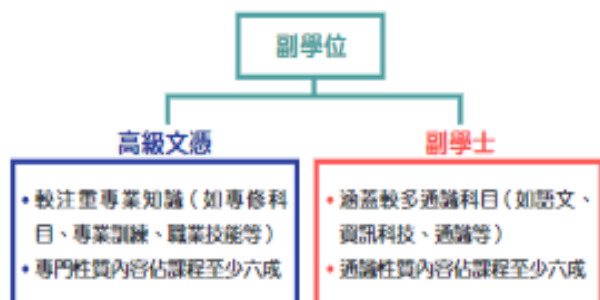 副學位
高級文憑
• 較注重專業知識（如專修科
目、專業訓練、職業技能等）
• 專門性質內容佔課程至少六成
副學士
• 涵蓋較多通識科目（如語文、
資訊科技、通識等）
• 通識性質內容佔課程至少六成